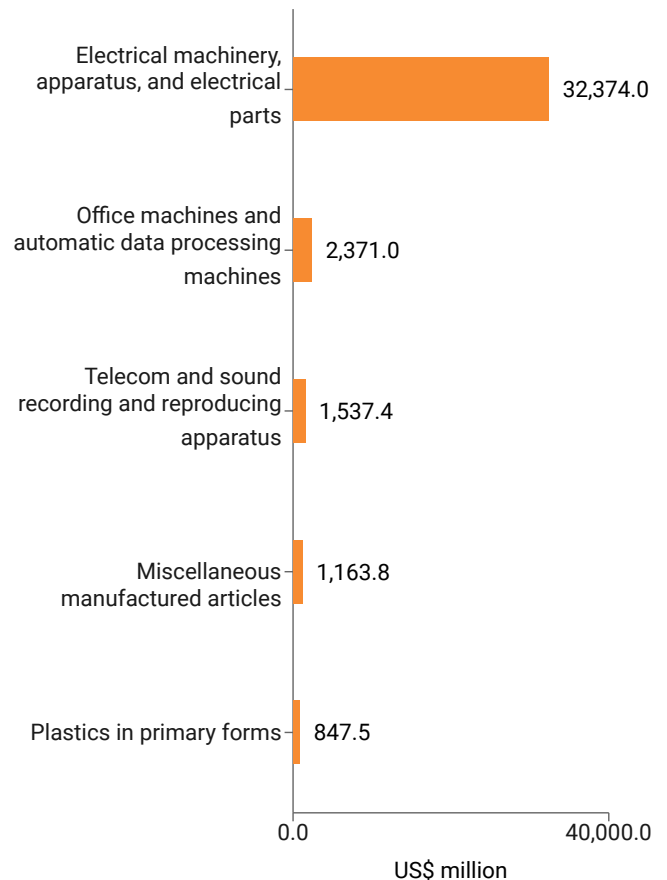 Electrical machinery,
apparatus, and electrical
parts
32,374.0
Office machines and
automatic data processing
machines
2,371.0
Telecom and sound
recording and reproducing
apparatus
1,537.4
Miscellaneous
manufactured articles
1,163.8
Plastics in primary forms
847.5
0.0
40,000.0
US$ million